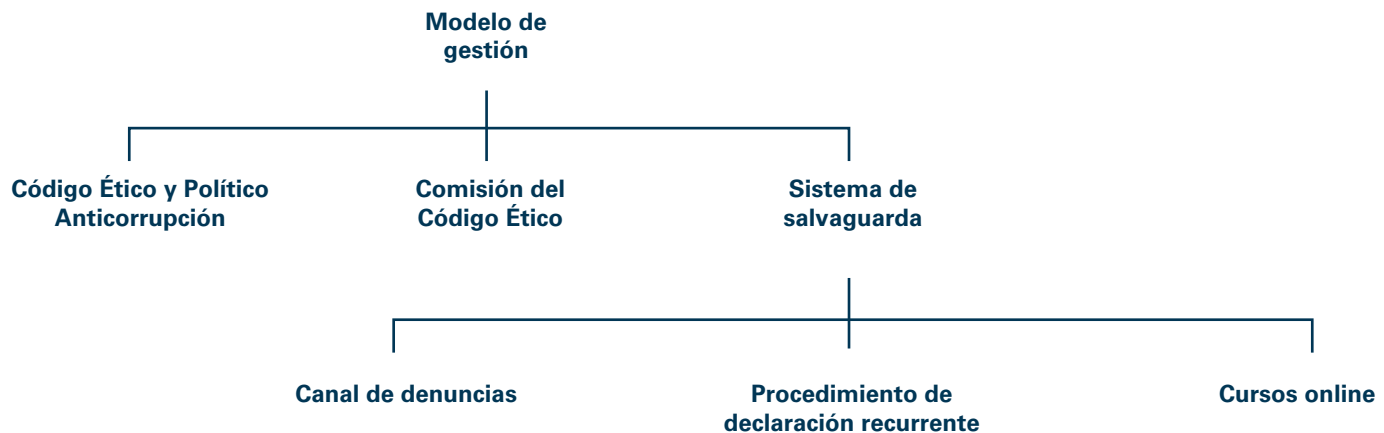 Modelo de
gestión
Código Ético y Político
Anticorrupción
Comisión del
Código Ético
Sistema de
salvaguarda
Canal de denuncias
Procedimiento de
declaración recurrente
Cursos online